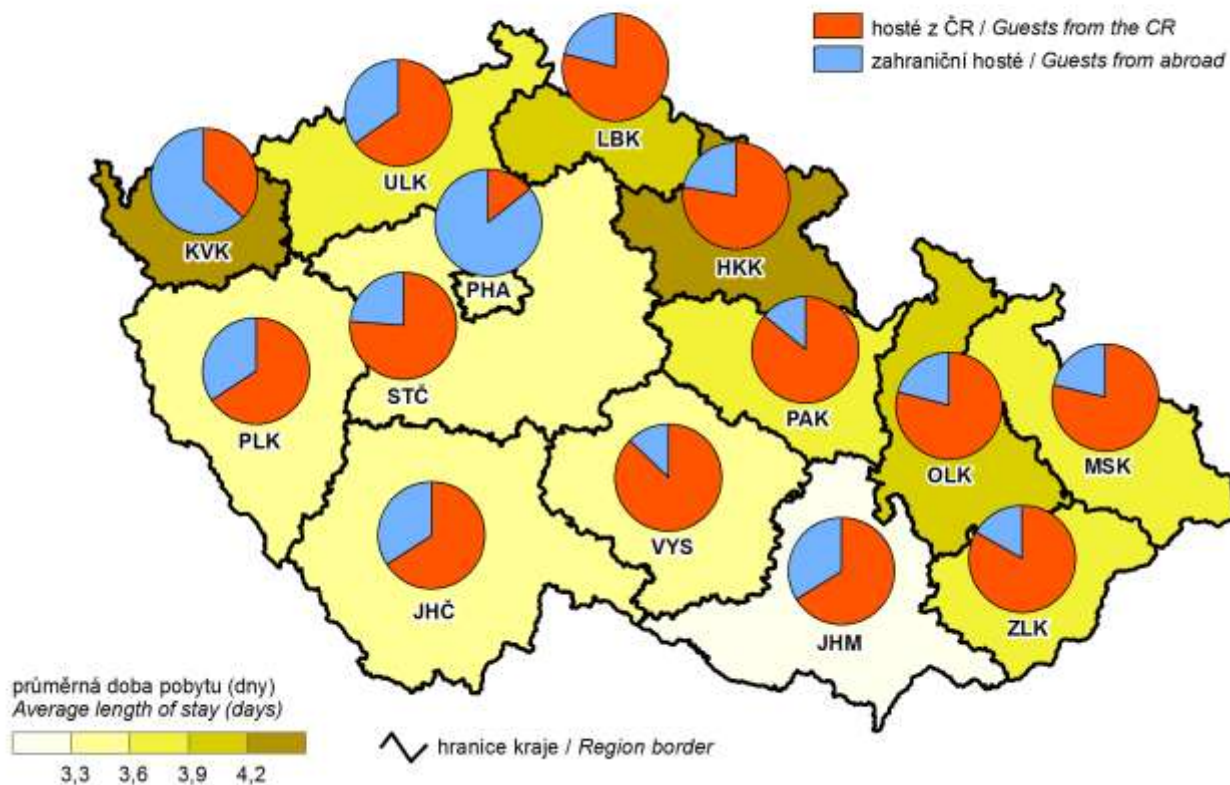 hosté z ČR / Guests from the CR
zahraniční hosté / Guests from abroad
LBK
ULK
KVK
HKK
PHA
STČ
PAK
PLK
OLK
MSK
VYS
JHČ
JHM
ZLK
průměrná doba pobytu (dny)
Average length of stay (days)
3,3 3,6 3,9 4,2
hranice kraje / Region border